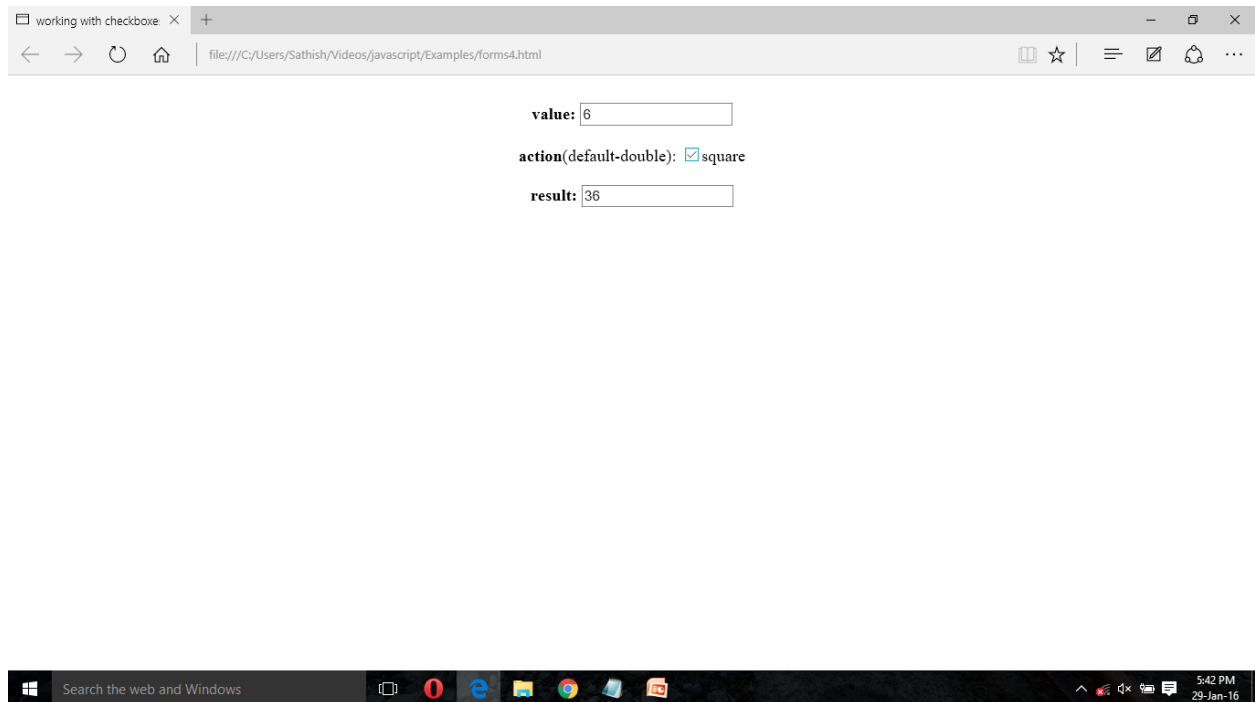 working with checkboxe
file:///C:/Users/Sathish/Videos/javascript/Examples/forms4.html
value: 6
action(default-double): square
result: 36
Search the web and Windows
5:42 PM
29-Jan-16